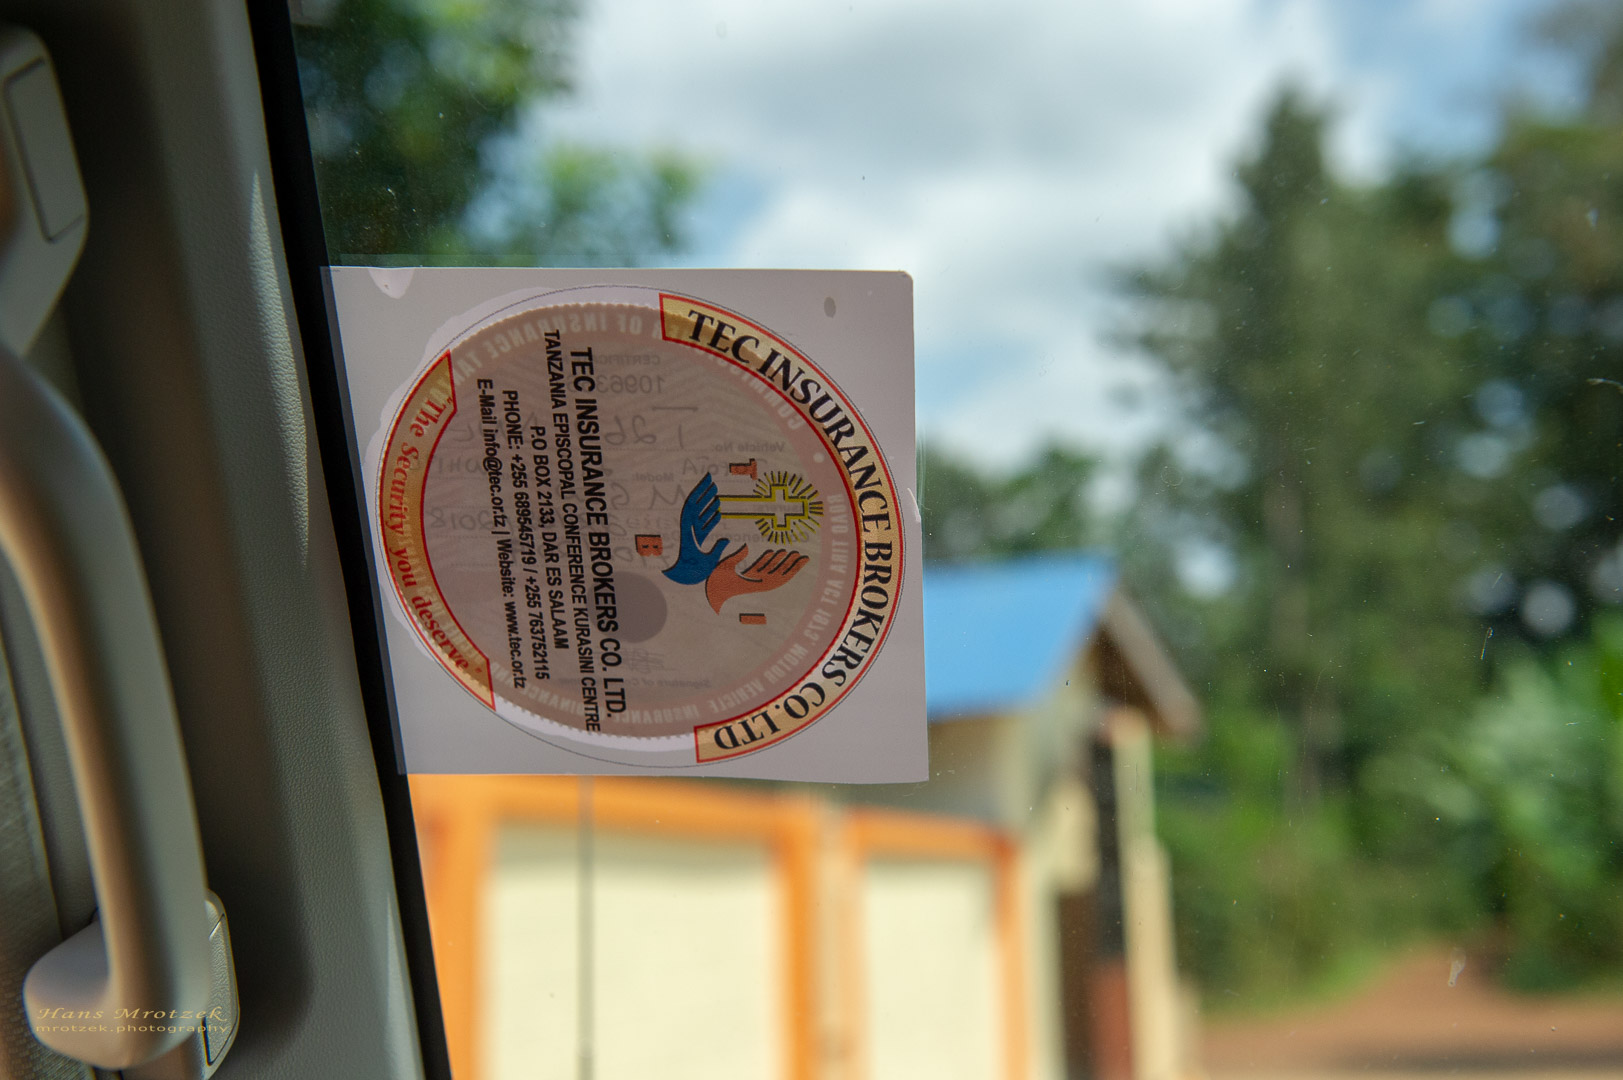 TEC INSURANCE BROKERS CO. LTD
T
I
B
TEC INSURANCE BROKERS CO. LTD.
TANZANIA EPISCOPAL CONFERENCE KURASINI CENTRE
P.O BOX 2133, DAR ES SALAAM
PHONE: +255 689545719 / +255 763752115
E-Mail info@tec.or.tz | Website: www.tec.or.tz
"The Security you deserve"
Hans Mrotzek
mrotzek.photography